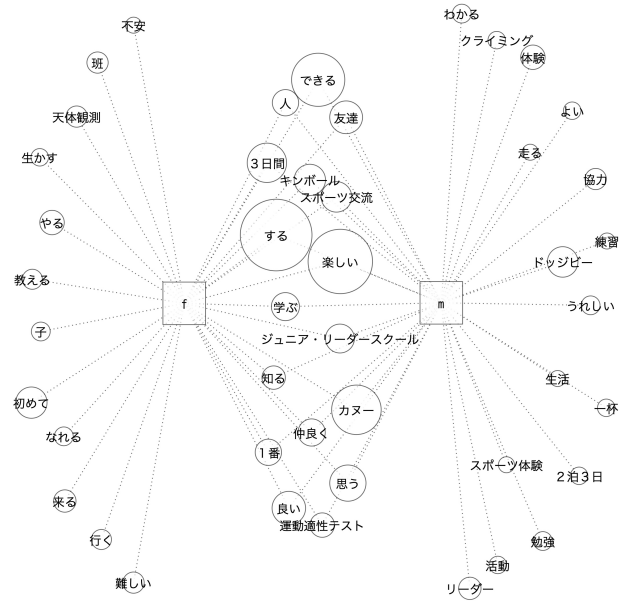 わかる
不安
クライミング
体験
班
できる
人
よい
天体観測
友達
走る
生かす
３日間
キンボール
協力
スポーツ交流
やる
する
練習
楽しい
ドッジビー
教える
f
m
学ぶ
うれしい
子
ジュニア・リーダースクール
知る
生活
初めて
カヌー
一杯
なれる
仲良く
１番
スポーツ体験
２泊３日
思う
来る
良い
運動適性テスト
行く
勉強
活動
難しい
リーダー